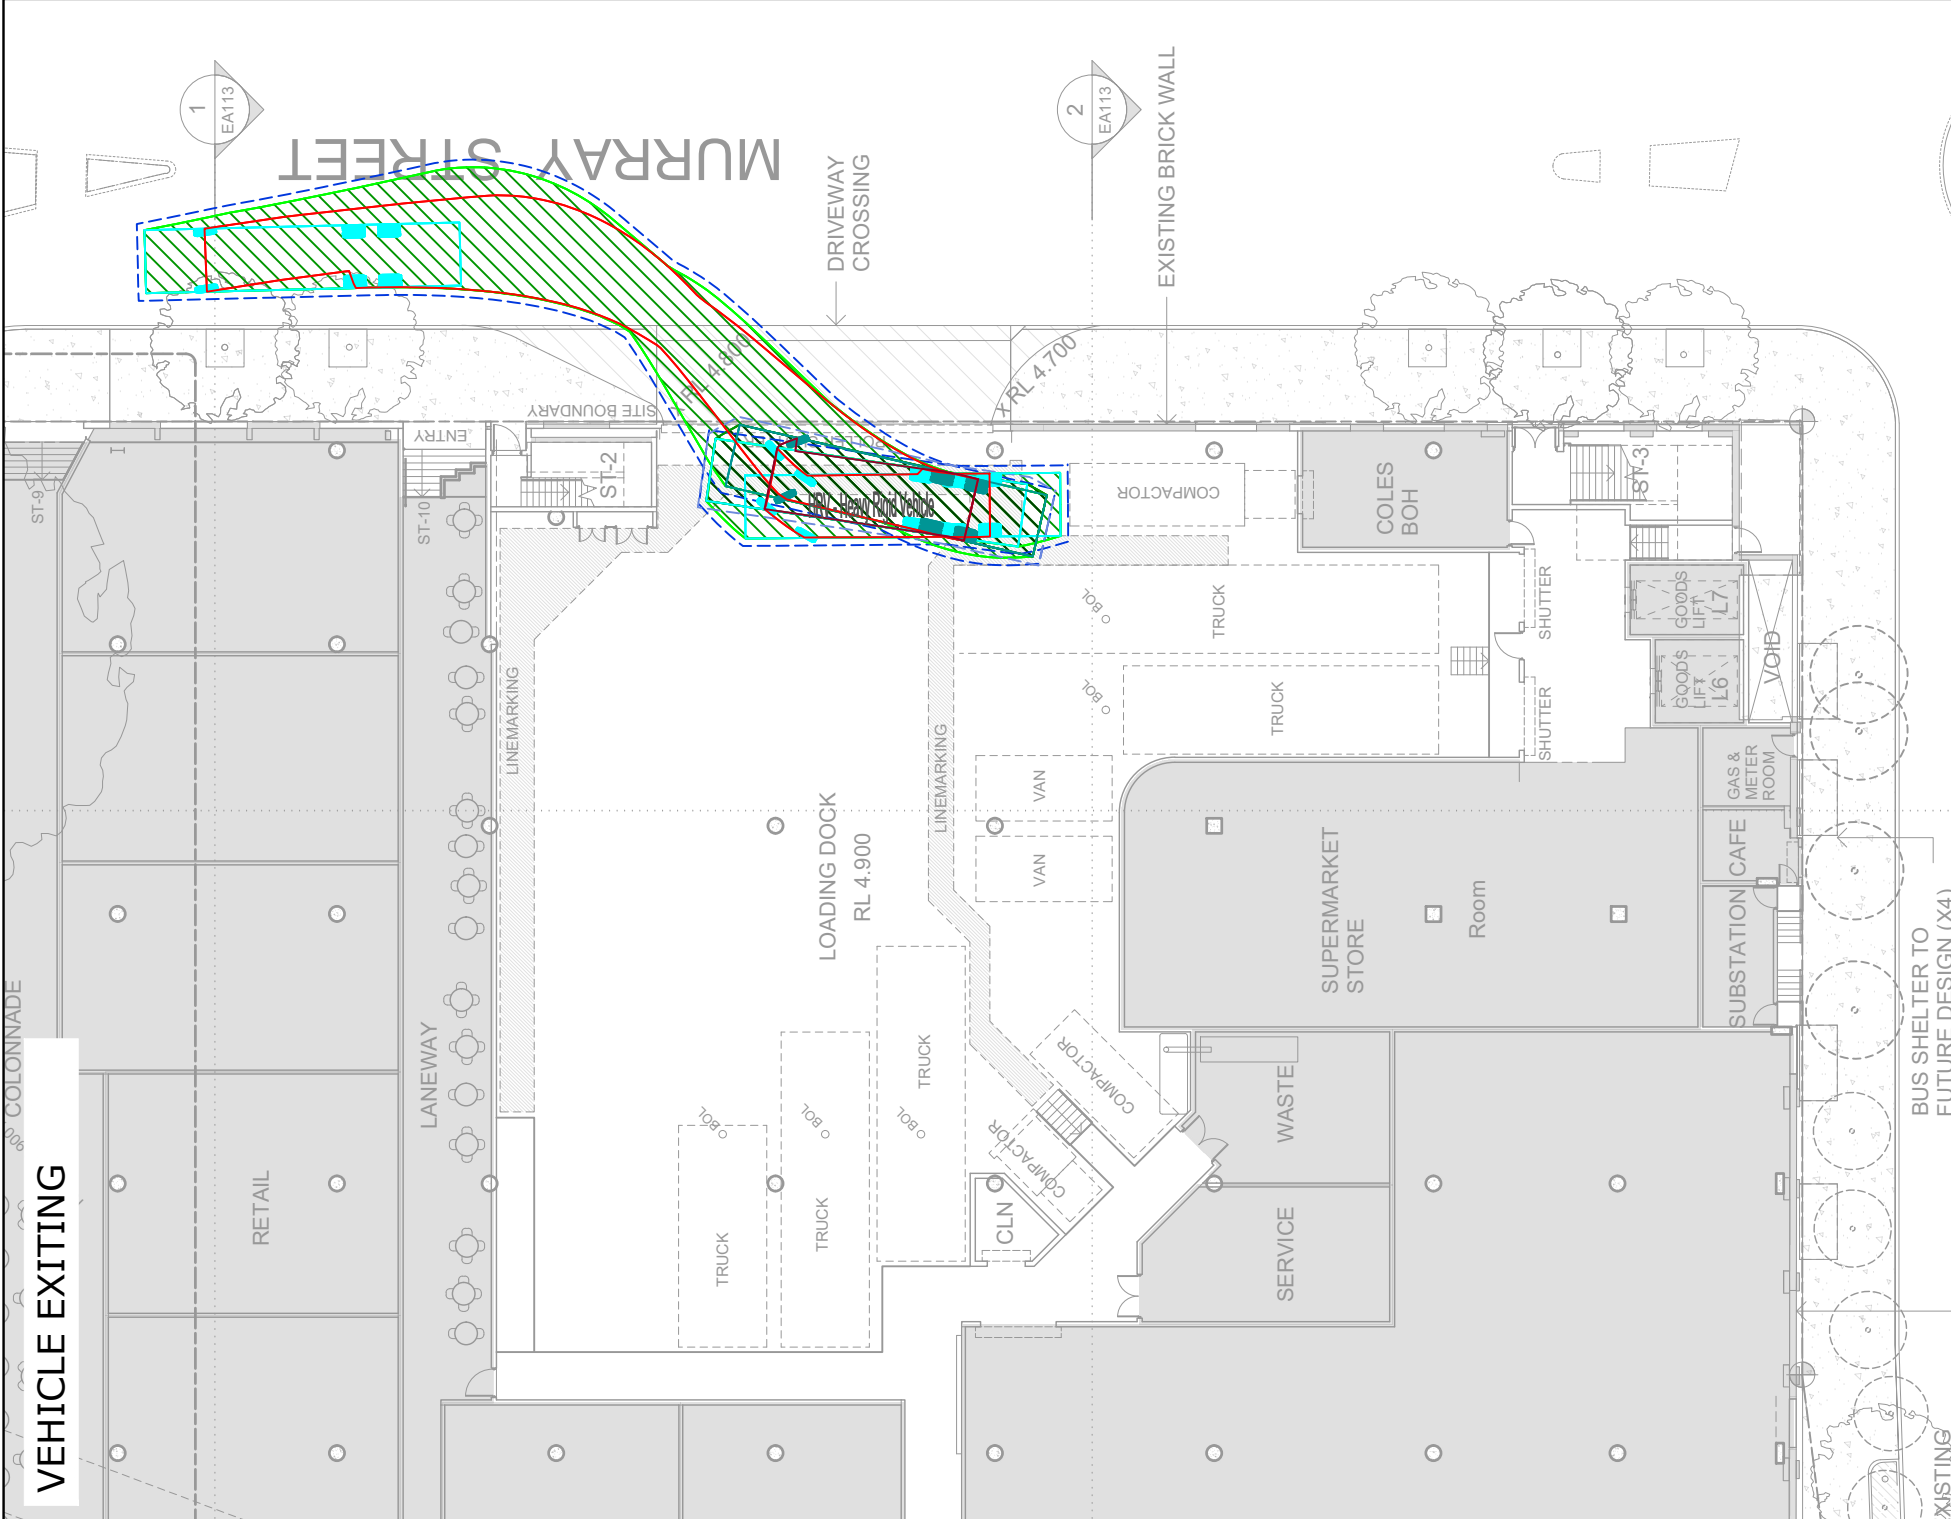 VEHICLE EXITING
1
EA113
2
EA113
MURRAY STREET
DRIVEWAY
CROSSING
EXISTING BRICK WALL
RL 4.800
X RL 4.700
SITE BOUNDARY
ENTRY
ST-9
ST-10
ST-2
HRV - Heavy Rigid Vehicle
COMPACTOR
COLES
BOH
ST-3
BOL
TRUCK
SHUTTER
GOODS
LIFT
L7
BOL
TRUCK
SHUTTER
GOODS
LIFT
L6
VOID
LINEMARKING
LINEMARKING
VAN
VAN
LOADING DOCK
RL 4.900
SUPERMARKET
STORE
Room
GAS &
METER
ROOM
CAFE
SUBSTATION
BUS SHELTER TO
FUTURE DESIGN (X4)
COLONNADE
LANEWAY
RETAIL
BOL
TRUCK
BOL
TRUCK
BOL
TRUCK
COMPACTOR
COMPACTOR
CLN
WASTE
SERVICE